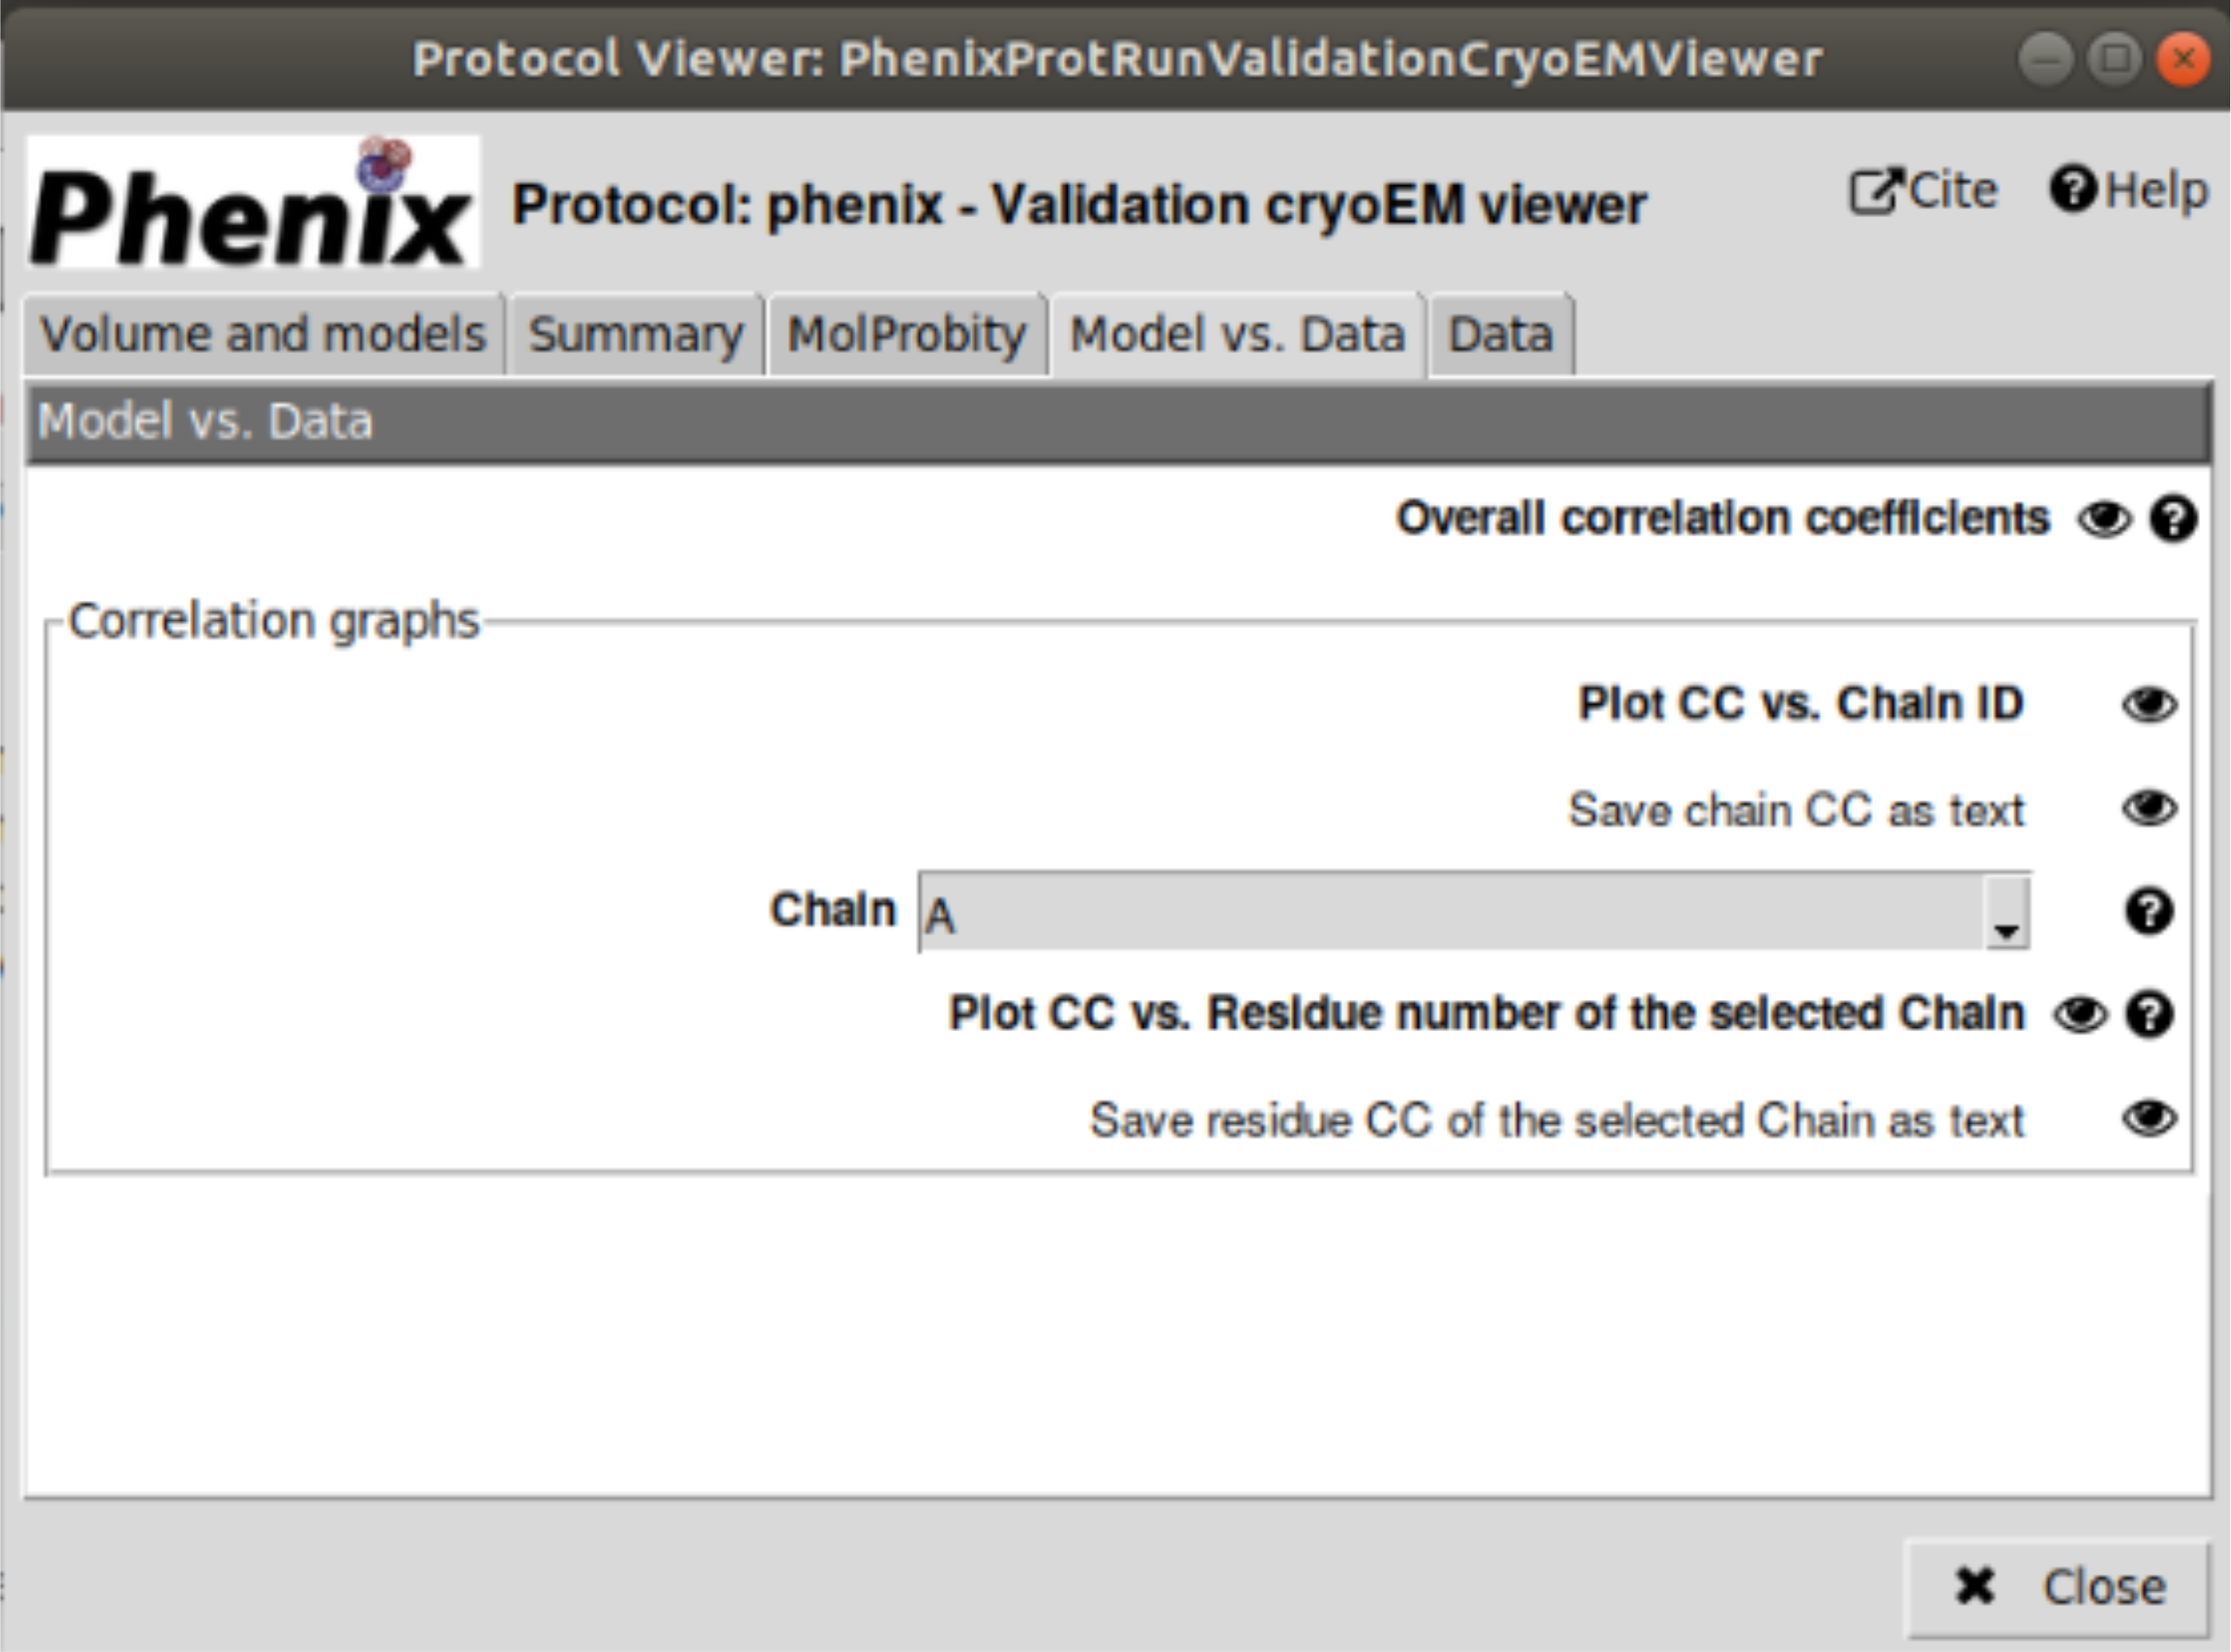 Protocol Viewer: PhenixProtRunValidationCryoEMViewer
Phenix Protocol: phenix - Validation cryoEM viewer Cite Help
Volume and models Summary MolProbity Model vs. Data Data
Model vs. Data
Overall correlation coefficients
Correlation graphs
Plot CC vs. Chain ID
Save chain CC as text
Chain A
Plot CC vs. Residue number of the selected Chain
Save residue CC of the selected Chain as text
Close